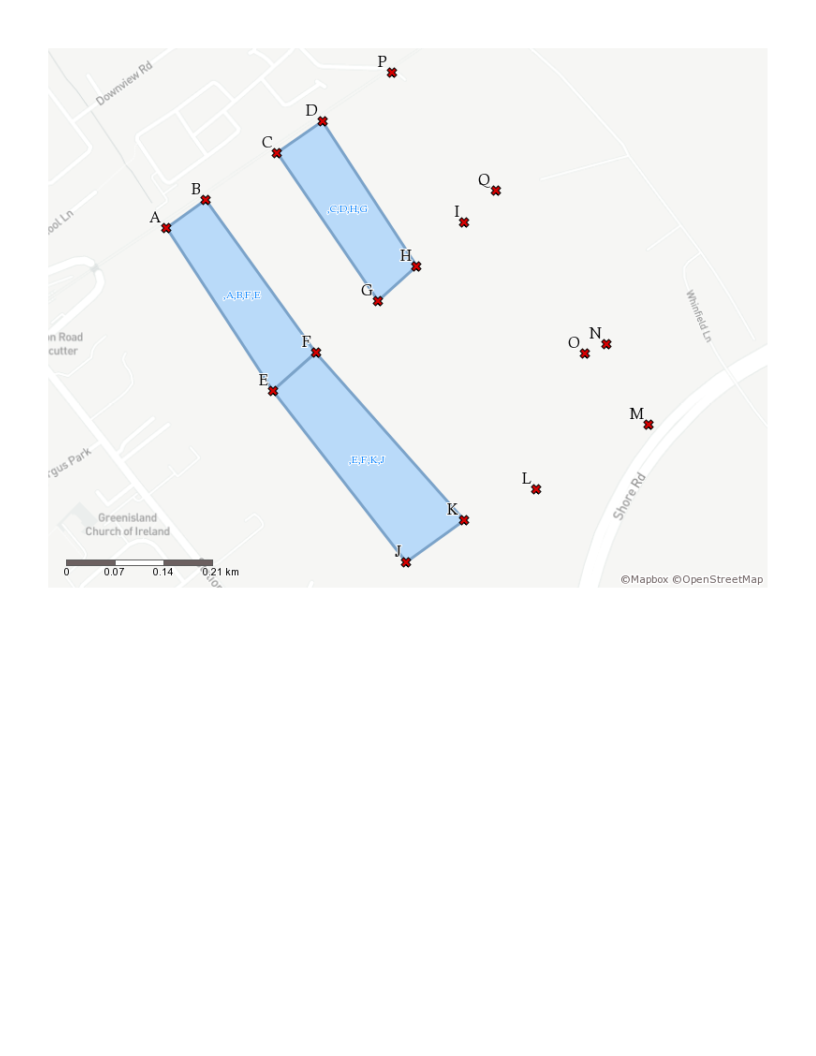 P
Downview Rd
D
C
Q
B
I
A
,C,D,H,G
ool Ln
H
G
,A,B,F,E
Whinfield Ln
n Road
cutter
F
O
N
E
M
,E,F,K,J
rgus Park
L
Shore Rd
K
Greenisland
Church of Ireland
J
0 0.07 0.14 0.21 km
©Mapbox ©OpenStreetMap